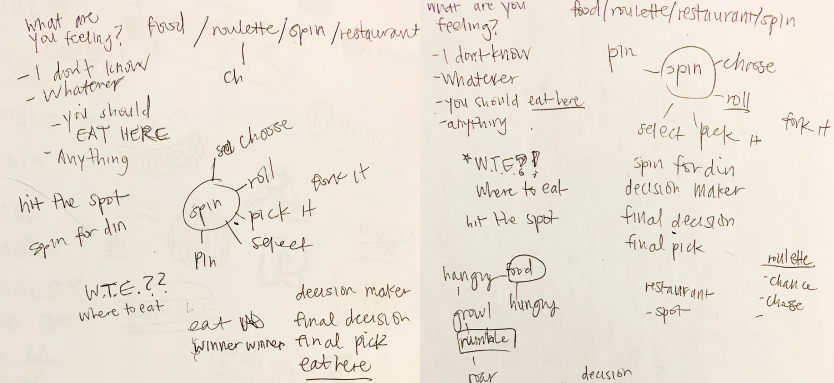 what are
you feeling?
food / roulette / spin / restaurant
- I don't know
- Whatever
- you should
EAT HERE
- Anything
Ch
choose
roll
fork it
spin
pick it
select
Pin
hit the spot
spin for din
W.T.E.??
where to eat
eat
winner winner
decision maker
final decision
final pick
eat here
what are you
feeling?
food/roulette/restaurant/spin
- I don't know
- Whatever
- you should eat here
- anything
pin
spin
choose
roll
select
pick it
fork it
*W.T.E??
where to eat
hit the spot
spin for din
decision maker
final decision
final pick
hangry
food
hungry
growl
rumble
roar
restaurant
- spot
roulette
- chance
- choose
-
decision